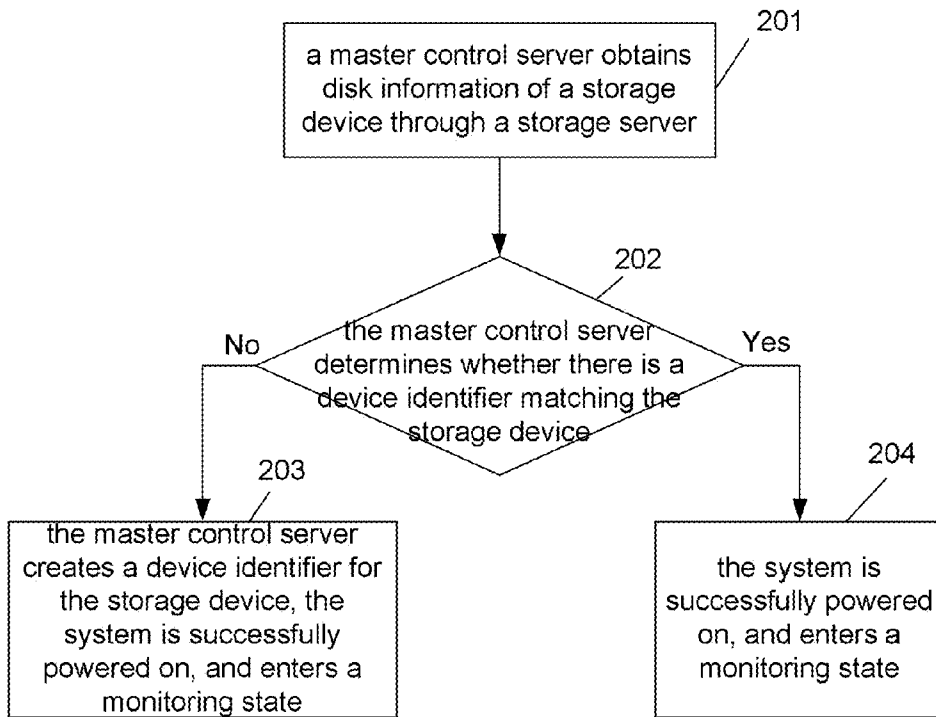 201
a master control server obtains
disk information of a storage
device through a storage server
202
the master control server
determines whether there is a
device identifier matching the
storage device
No
Yes
203
the master control server
creates a device identifier for
the storage device, the
system is successfully
powered on, and enters a
monitoring state
204
the system is
successfully powered
on, and enters a
monitoring state